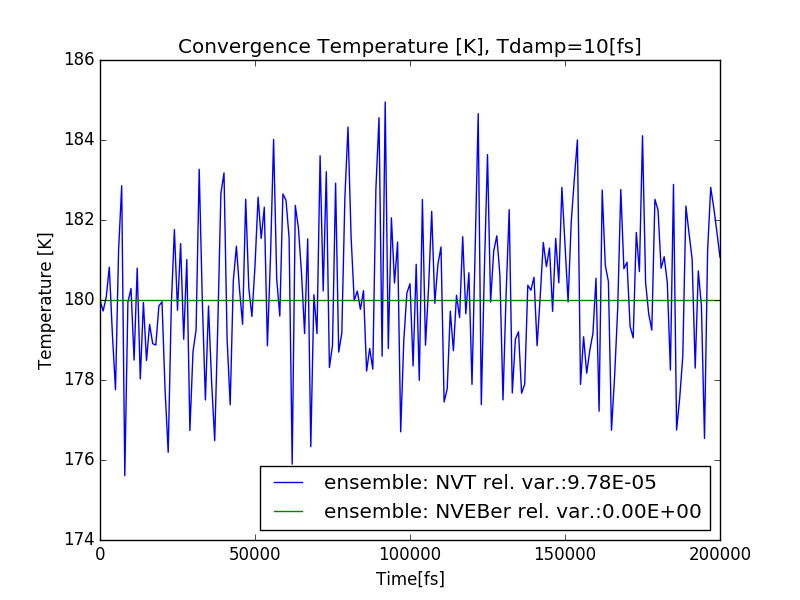 Convergence Temperature [K], Tdamp=10[fs]
186
184
182
180
178
176
174
Temperature [K]
ensemble: NVT rel. var.:9.78E-05
ensemble: NVEBer rel. var.:0.00E+00
0
50000
100000
150000
200000
Time[fs]